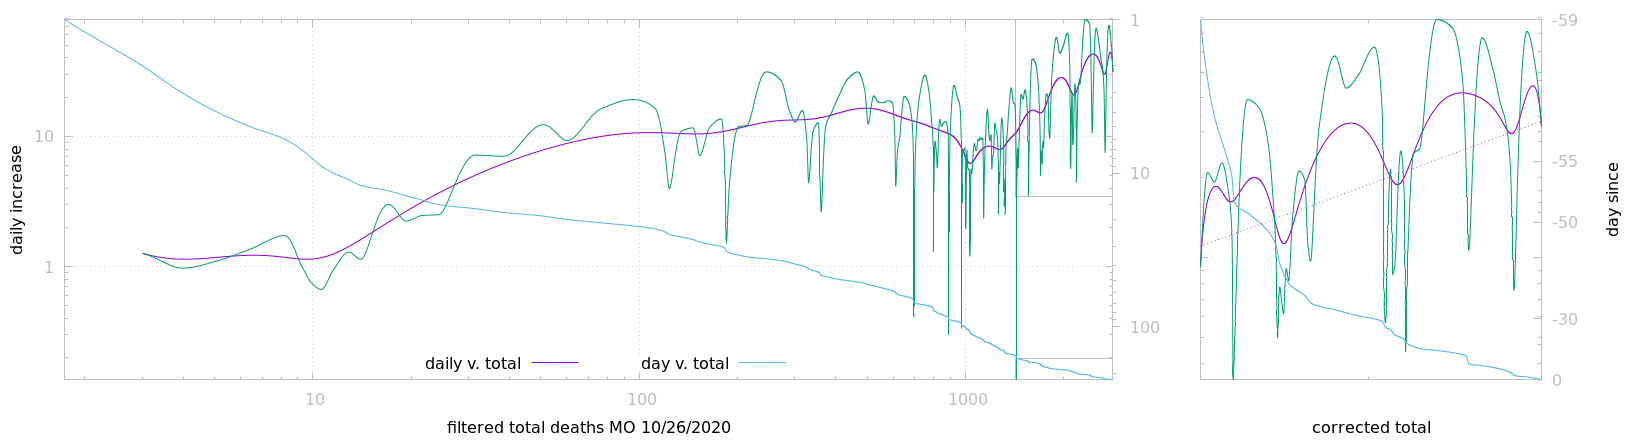 daily increase
10
1
daily v. total
day v. total
10
100
1000
filtered total deaths MO 10/26/2020
1
10
100
-59
-55
-50
-30
0
day since
corrected total